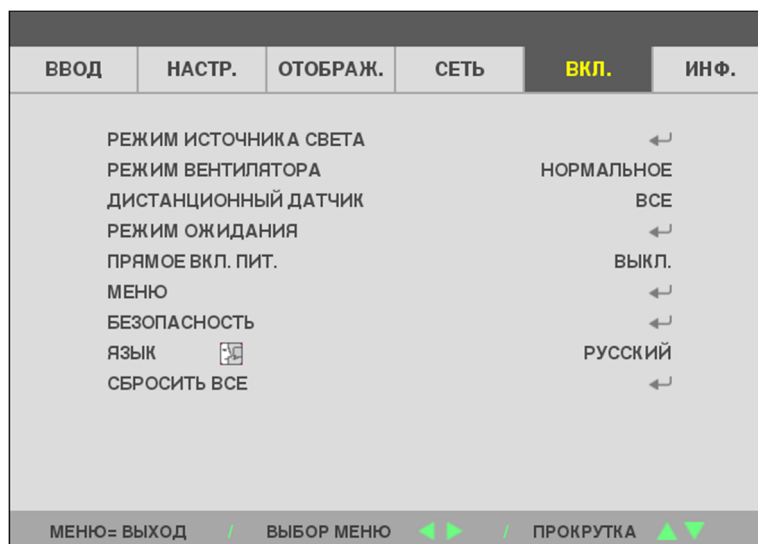 ВВОД НАСТР. ОТОБРАЖ. СЕТЬ ВКЛ. ИНФ.
РЕЖИМ ИСТОЧНИКА СВЕТА
РЕЖИМ ВЕНТИЛЯТОРА НОРМАЛЬНОЕ
ДИСТАНЦИОННЫЙ ДАТЧИК ВСЕ
РЕЖИМ ОЖИДАНИЯ
ПРЯМОЕ ВКЛ. ПИТ. ВЫКЛ.
МЕНЮ
БЕЗОПАСНОСТЬ
ЯЗЫК РУССКИЙ
СБРОСИТЬ ВСЕ
МЕНЮ= ВЫХОД / ВЫБОР МЕНЮ / ПРОКРУТКА